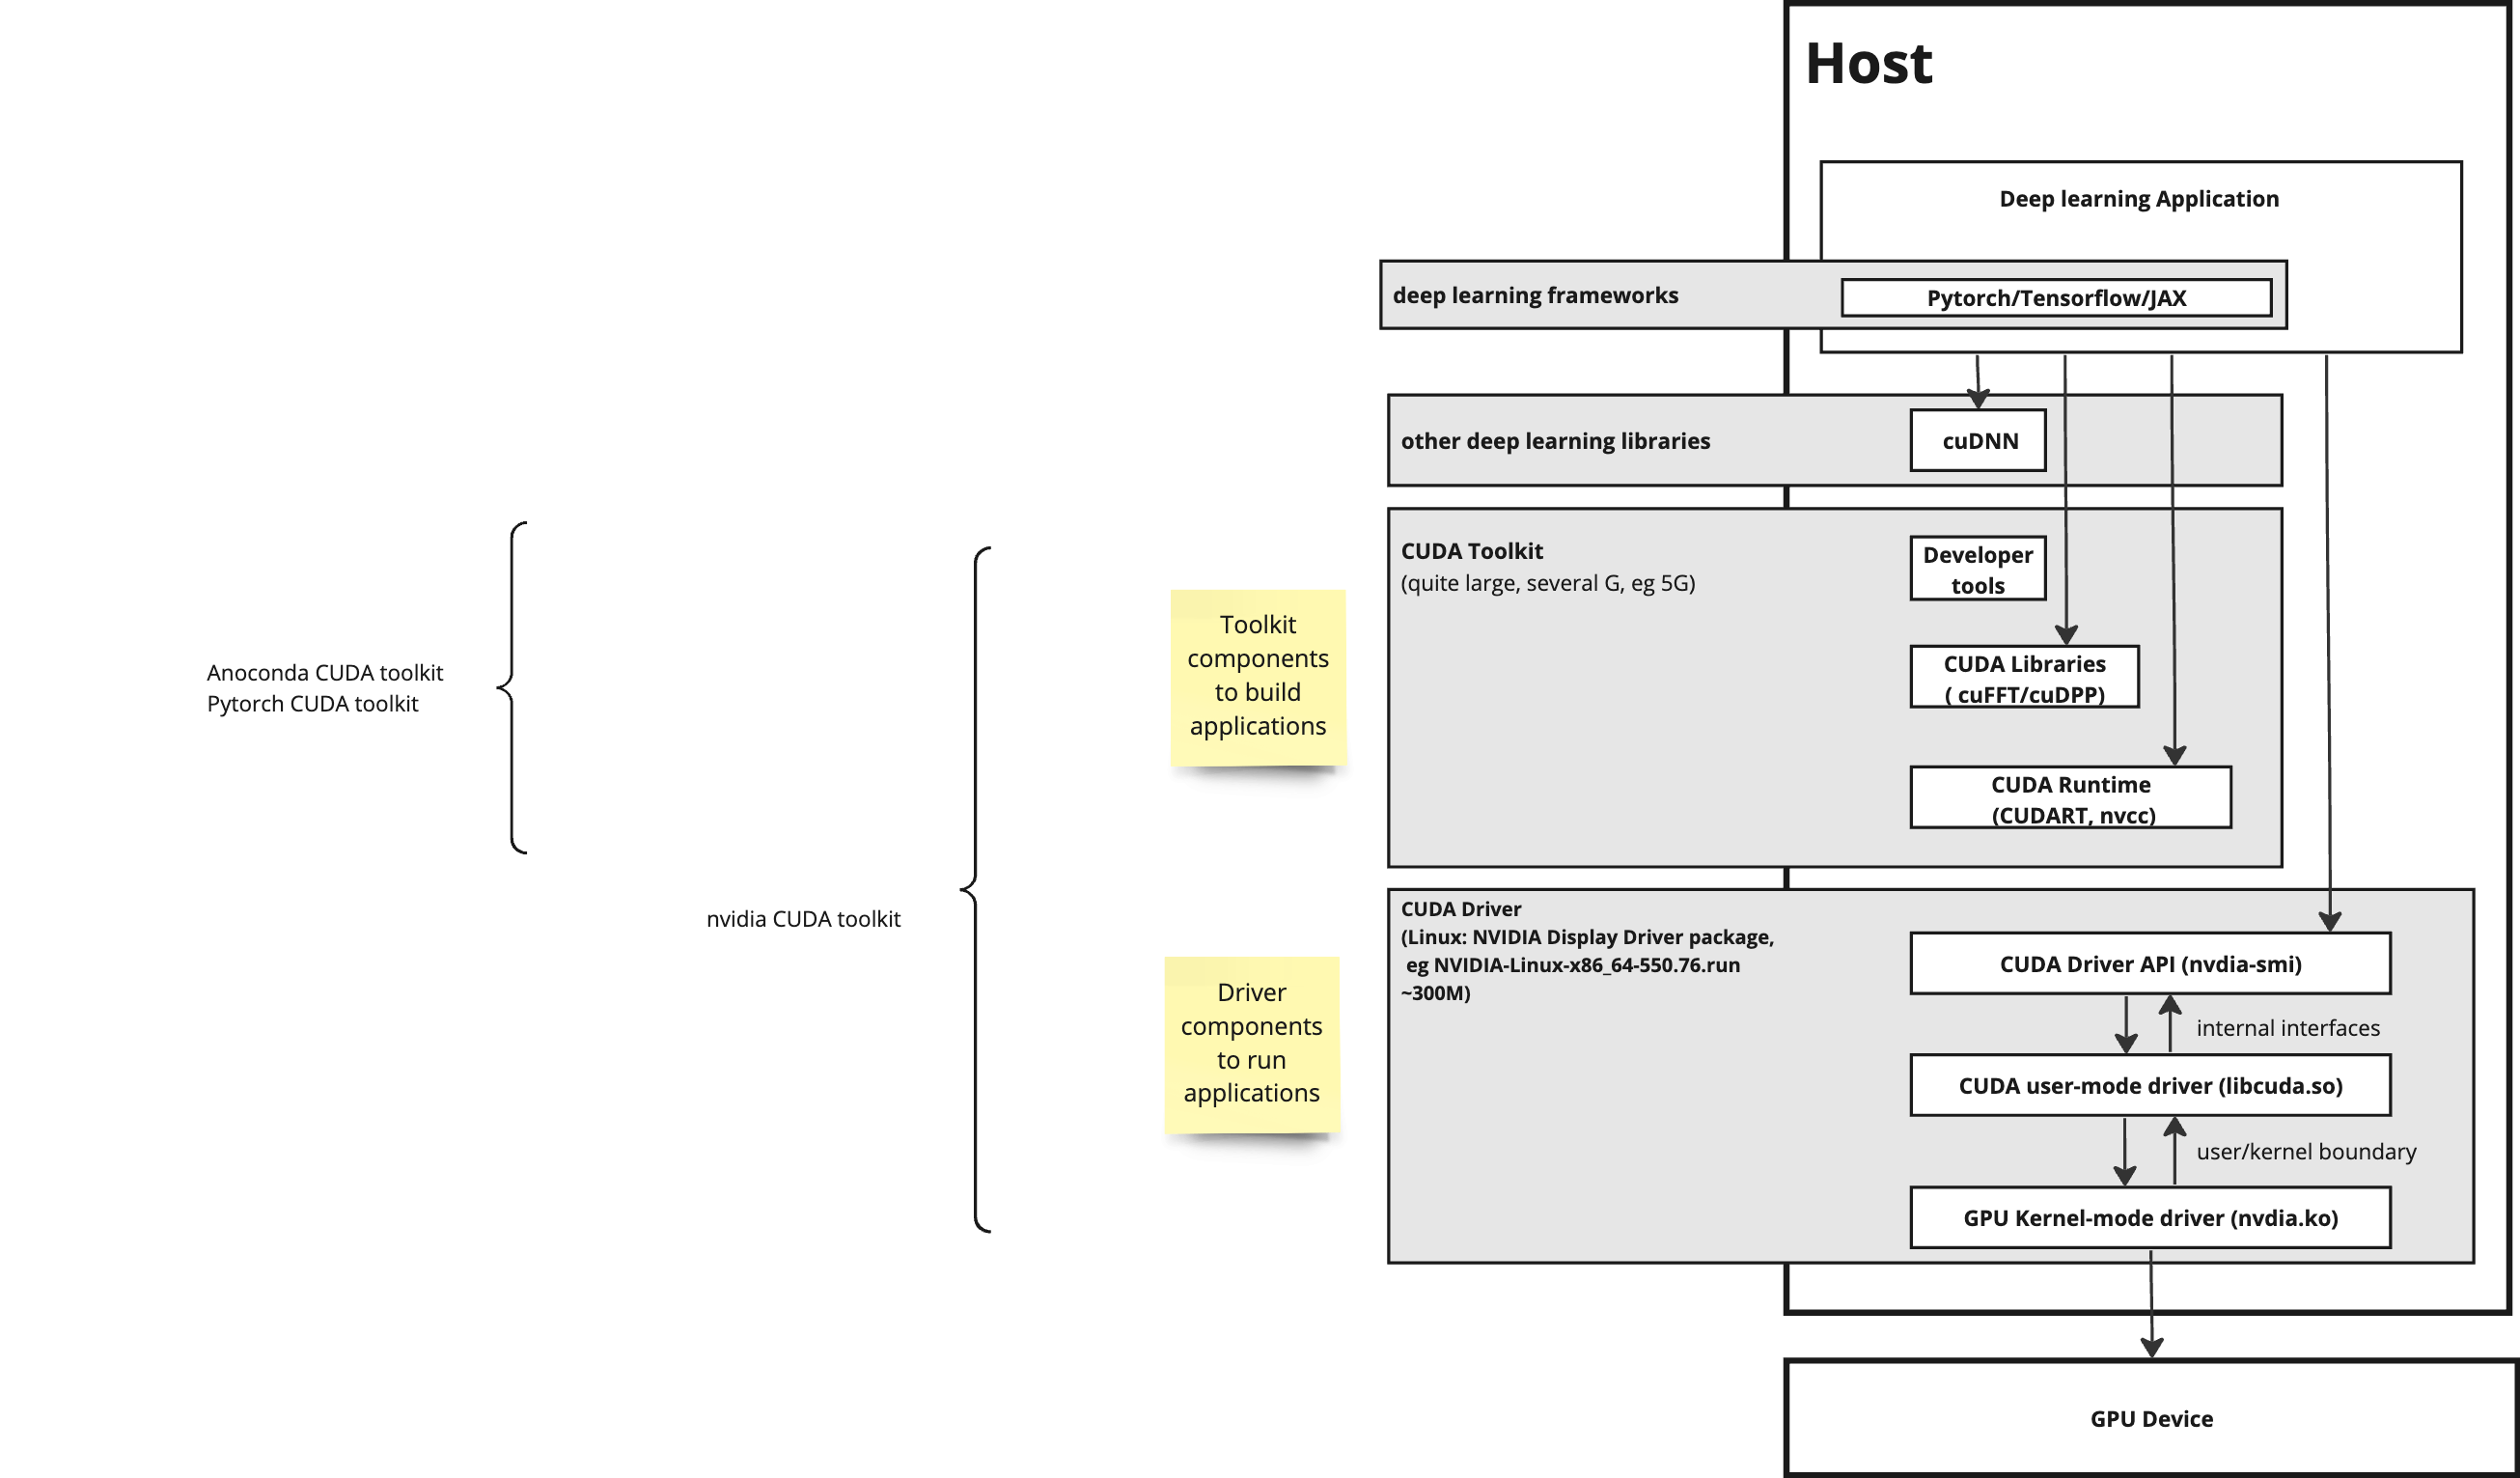 Host
Deep learning Application
deep learning frameworks
Pytorch/Tensorflow/JAX
other deep learning libraries
cuDNN
CUDA Toolkit
(quite large, several G, eg 5G)
Developer
tools
Toolkit
components
to build
applications
CUDA Libraries
( cuFFT/cuDPP)
Anoconda CUDA toolkit
Pytorch CUDA toolkit
CUDA Runtime
(CUDART, nvcc)
nvidia CUDA toolkit
CUDA Driver
(Linux: NVIDIA Display Driver package,
eg NVIDIA-Linux-x86_64-550.76.run
~300M)
CUDA Driver API (nvdia-smi)
Driver
components
to run
applications
internal interfaces
CUDA user-mode driver (libcuda.so)
user/kernel boundary
GPU Kernel-mode driver (nvdia.ko)
GPU Device